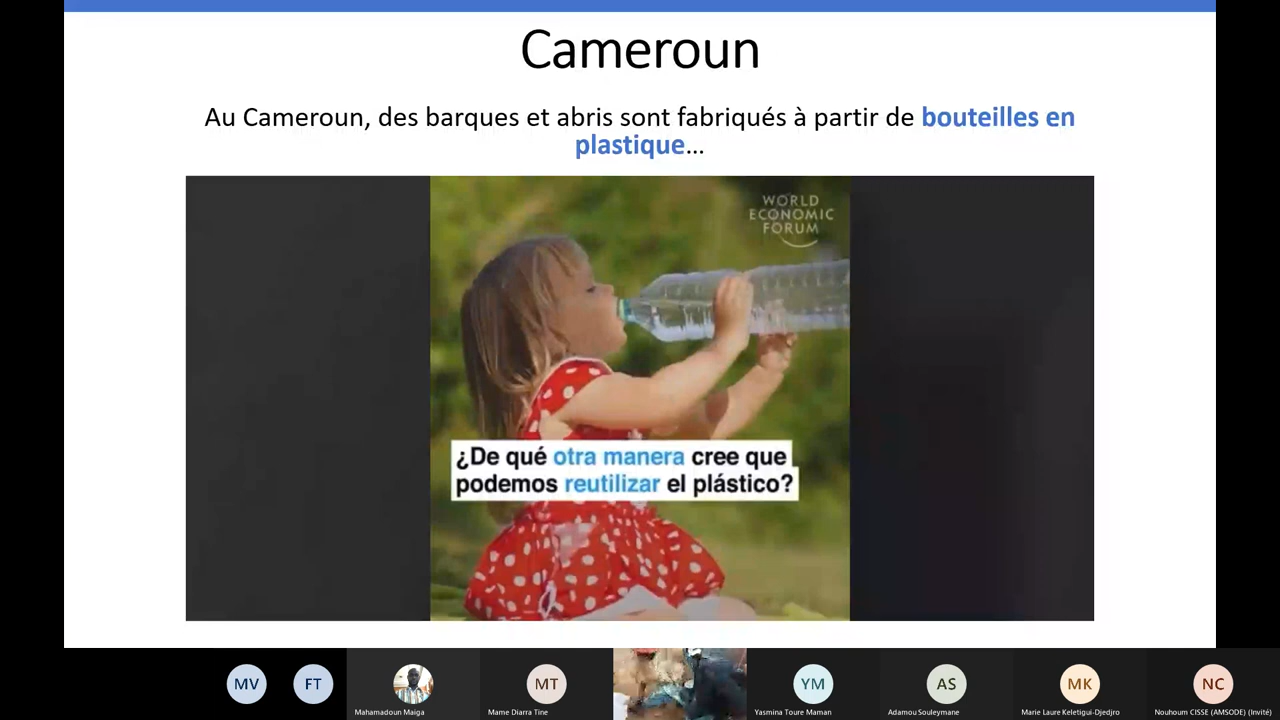 Cameroun
Au Cameroun, des barques et abris sont fabriqués à partir de bouteilles en
plastique...
WORLD
ECONOMIC
FORUM
¿De qué otra manera cree que
podemos reutilizar el plástico?
MV
FT
MT
YM
AS
MK
NC
Mahamadoun Maiga
Mame Diarra Tine
Yasmina Toure Maman
Adamou Souleymane
Marie Laure Keletigui-Djedjro
Nouhoum CISSE (AMSODE) (Invité)